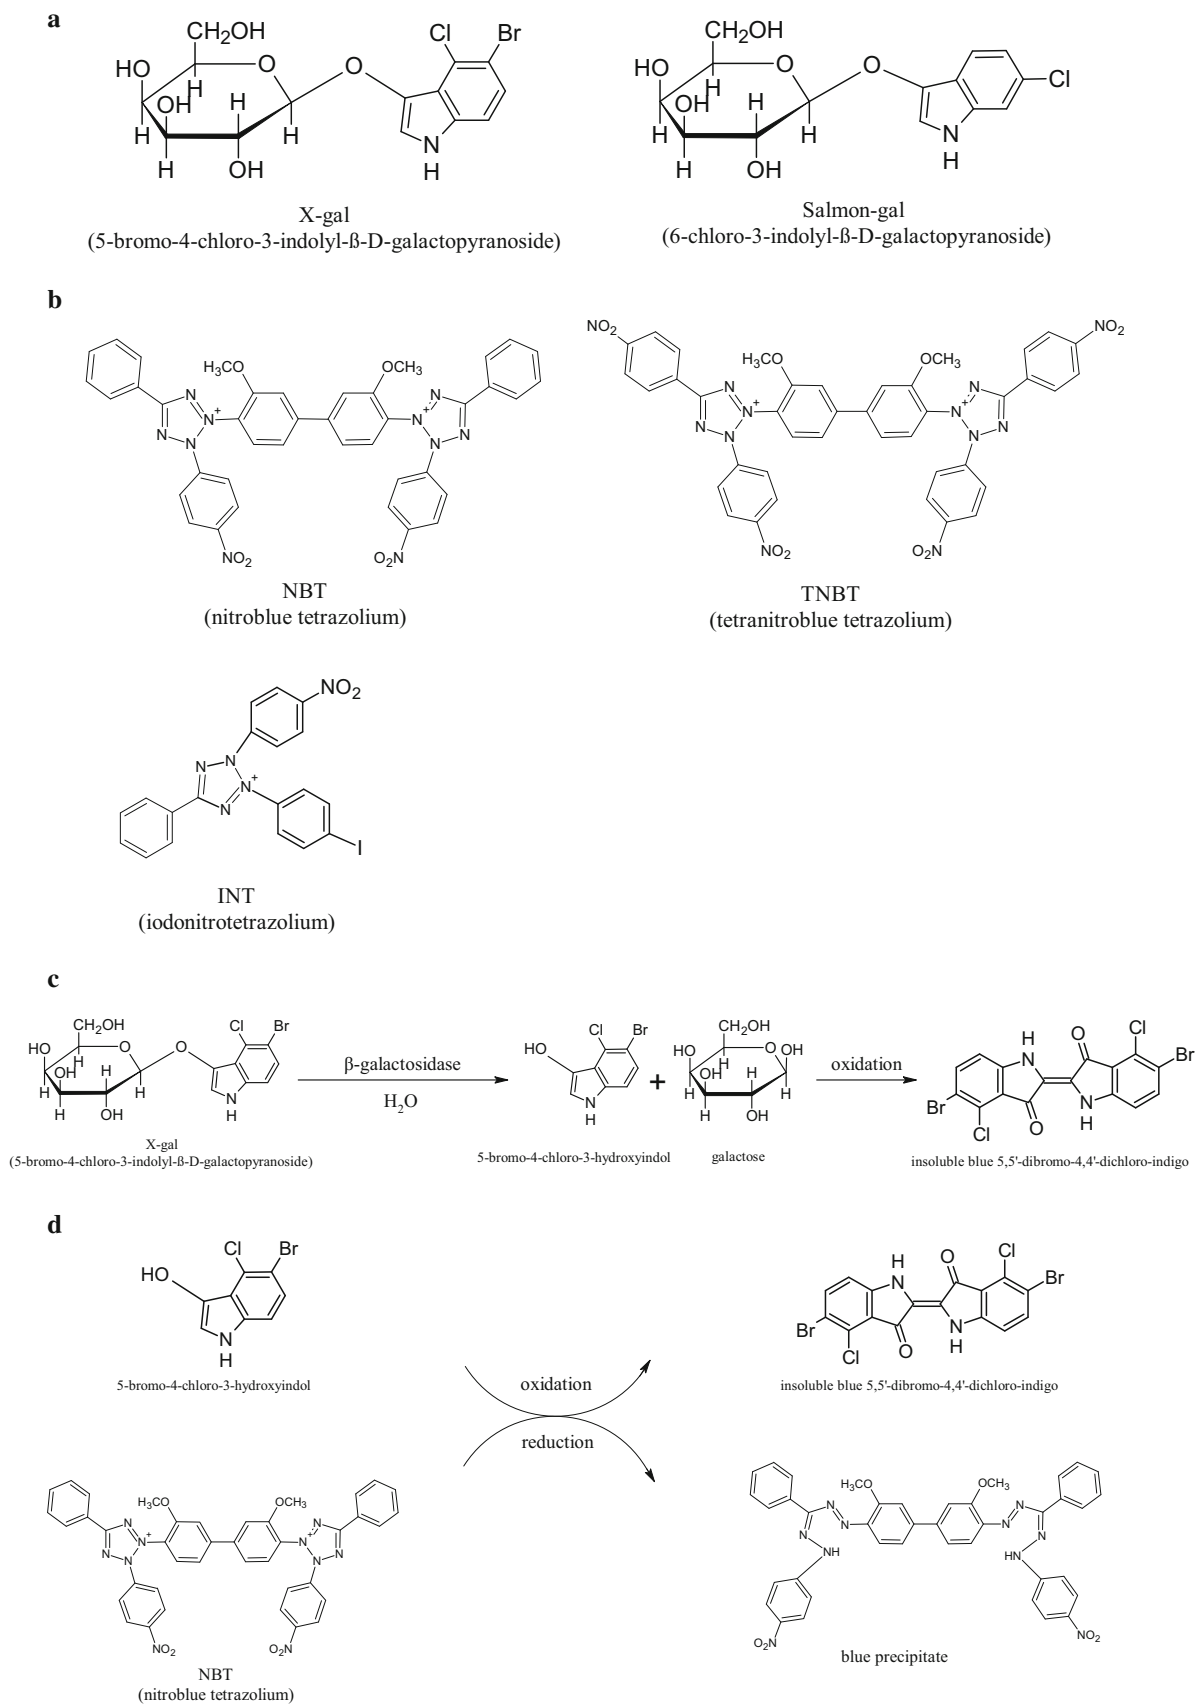 a
CH2OH
O
HO
H
OH
H
H
H
H
OH
O
Cl
Br
N
H
X-gal
(5-bromo-4-chloro-3-indolyl-ß-D-galactopyranoside)
CH2OH
O
HO
H
OH
H
H
H
H
OH
O
Cl
N
H
Salmon-gal
(6-chloro-3-indolyl-ß-D-galactopyranoside)
b
H3CO
OCH3
N
N+
N
N
N
N+
N
N
NO2
O2N
NBT
(nitroblue tetrazolium)
NO2
NO2
H3CO
OCH3
N
N+
N
N
N
N+
N
N
NO2
O2N
TNBT
(tetranitroblue tetrazolium)
NO2
N
N
N+
N
I
INT
(iodonitrotetrazolium)
c
CH2OH
O
HO
H
OH
H
H
H
H
OH
O
Cl
Br
N
H
X-gal
(5-bromo-4-chloro-3-indolyl-ß-D-galactopyranoside)
β-galactosidase
H2O
HO
Cl
Br
N
H
5-bromo-4-chloro-3-hydroxyindol
+
CH2OH
HO
O
OH
H
OH
H
H
H
H
OH
galactose
oxidation
H
N
O
Cl
Br
Br
Cl
O
N
H
insoluble blue 5,5'-dibromo-4,4'-dichloro-indigo
d
HO
Cl
Br
N
H
5-bromo-4-chloro-3-hydroxyindol
oxidation
reduction
H
N
O
Cl
Br
Br
Cl
O
N
H
insoluble blue 5,5'-dibromo-4,4'-dichloro-indigo
H3CO
OCH3
N
N+
N
N
N
N+
N
N
NO2
O2N
NBT
(nitroblue tetrazolium)
H3CO
OCH3
N
N
N
NH
N
N
N
HN
O2N
NO2
blue precipitate